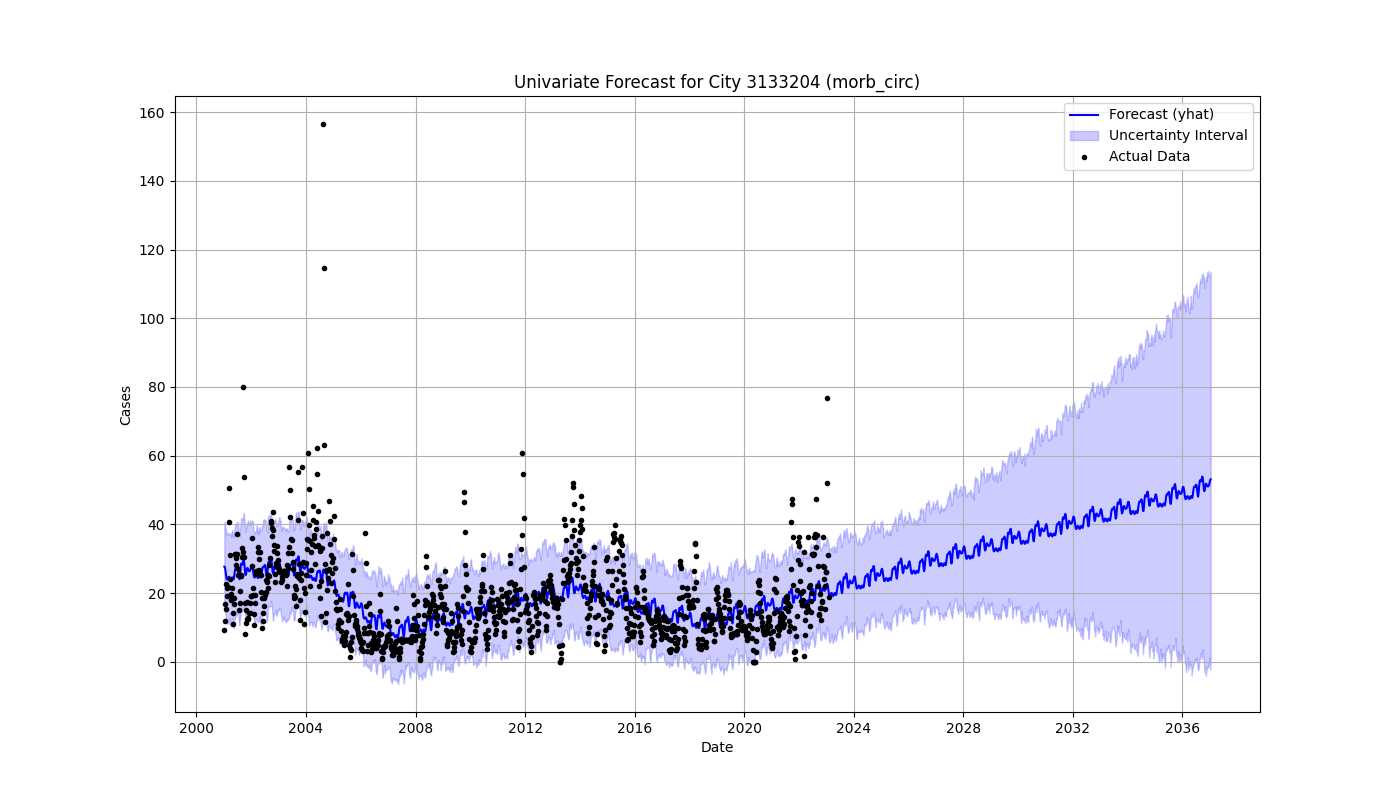 Univariate Forecast for City 3133204 (morb_circ)
Forecast (yhat)
Uncertainty Interval
Actual Data
Cases
160
140
120
100
80
60
40
20
0
2000 2004 2008 2012 2016 2020 2024 2028 2032 2036
Date